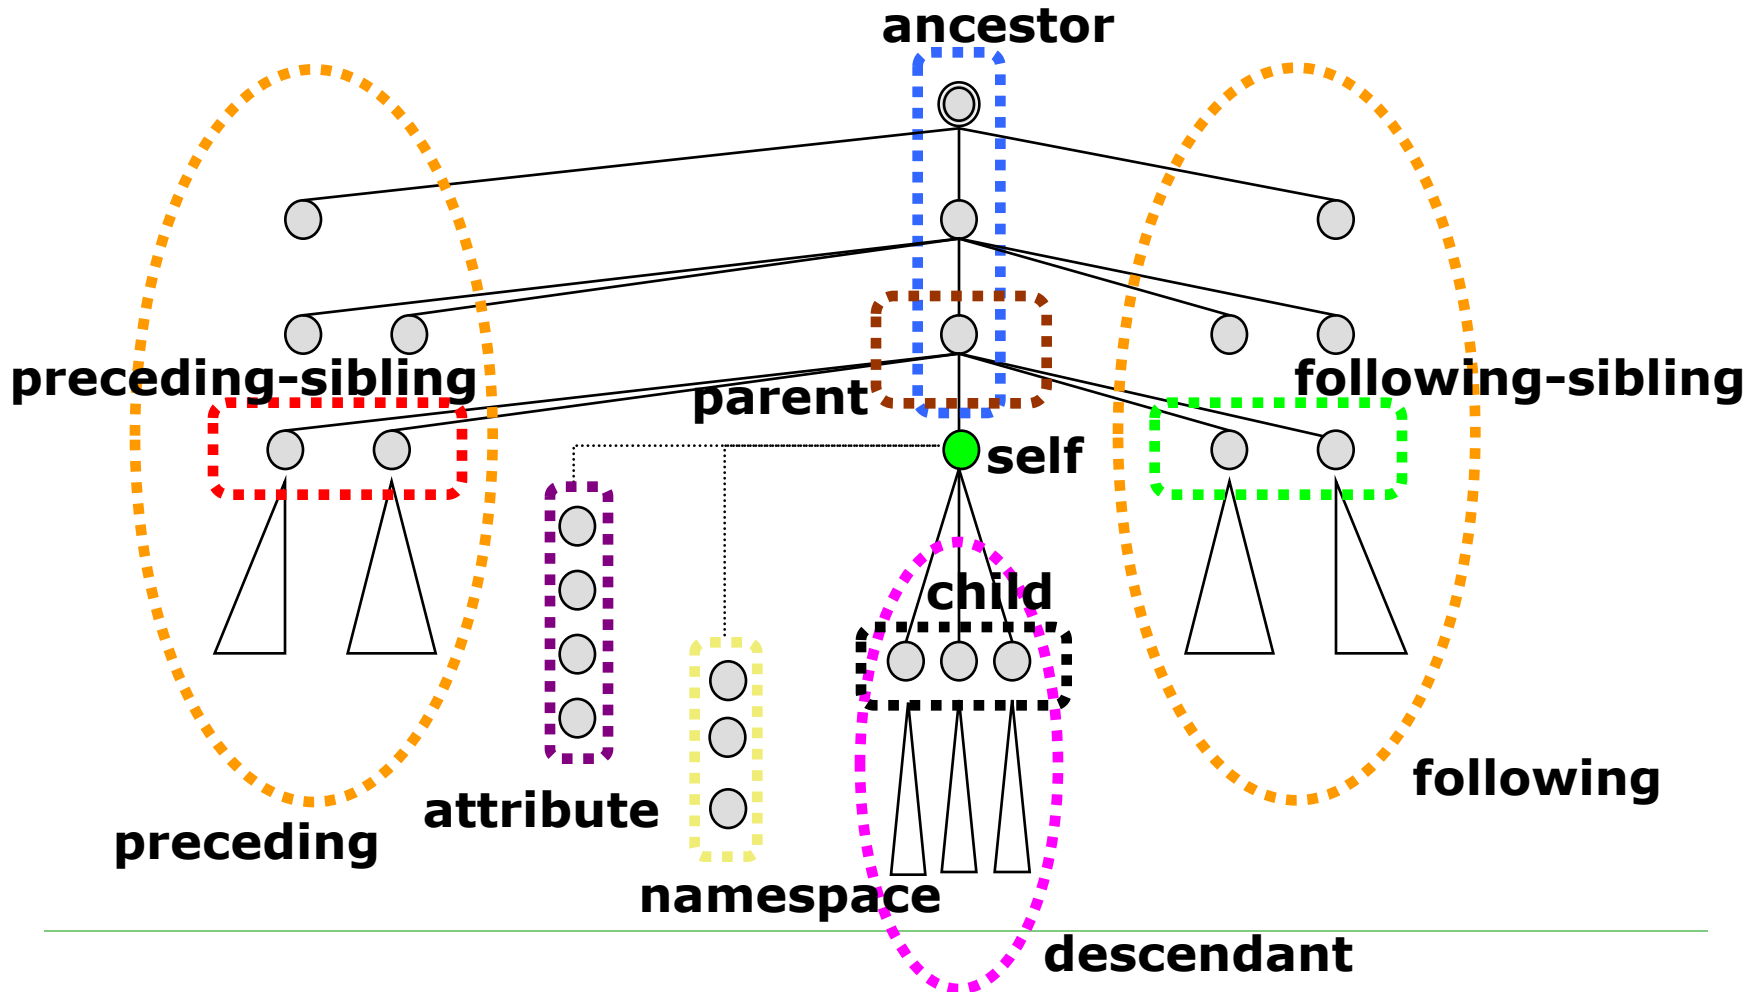 ancestor
preceding-sibling
following-sibling
parent
self
child
following
attribute
preceding
namespace
descendant